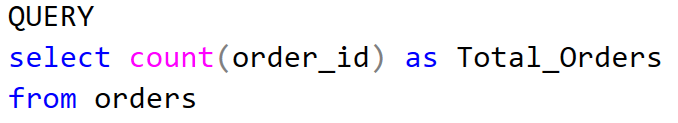 QUERY
select count(order_id) as Total_Orders
from orders